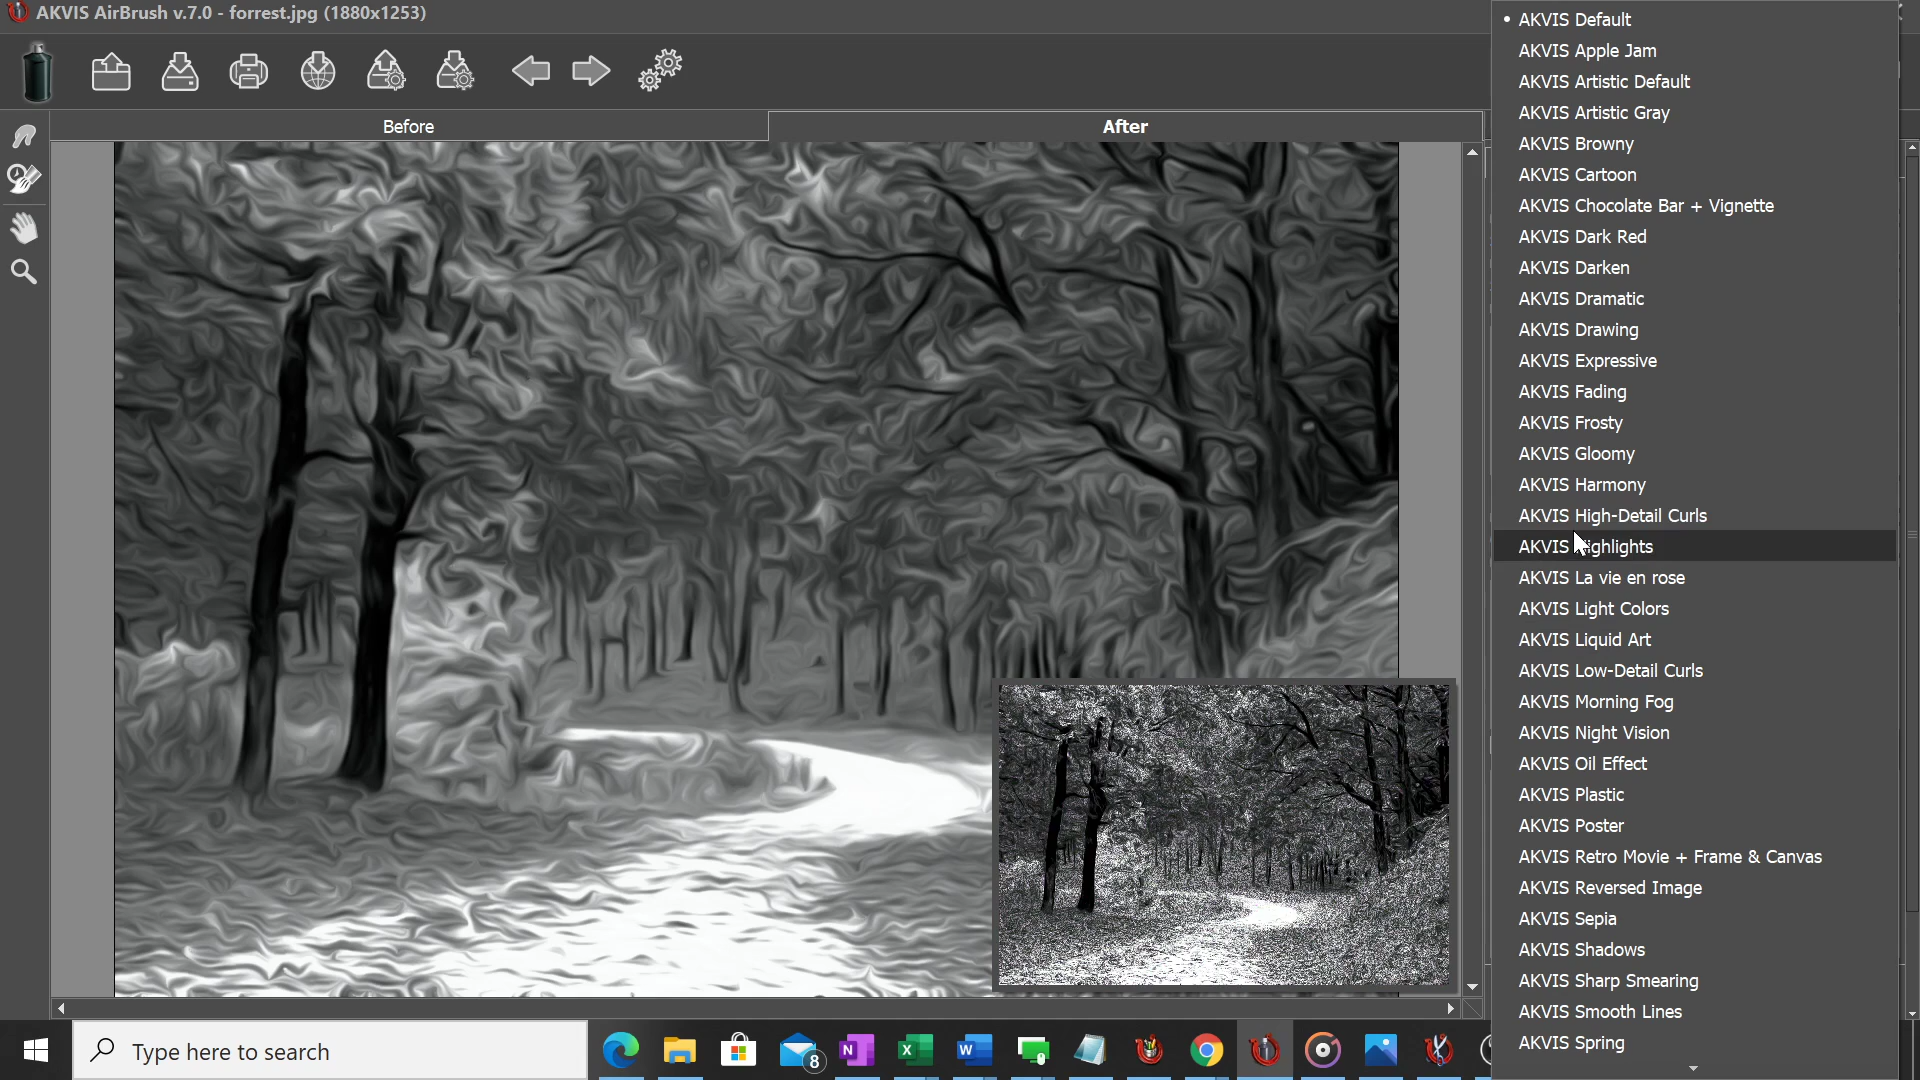 AKVIS AirBrush v.7.0 - forrest.jpg (1880x1253)
Before
After
AKVIS Default
AKVIS Apple Jam
AKVIS Artistic Default
AKVIS Artistic Gray
AKVIS Browny
AKVIS Cartoon
AKVIS Chocolate Bar + Vignette
AKVIS Dark Red
AKVIS Darken
AKVIS Dramatic
AKVIS Drawing
AKVIS Expressive
AKVIS Fading
AKVIS Frosty
AKVIS Gloomy
AKVIS Harmony
AKVIS High-Detail Curls
AKVIS Highlights
AKVIS La vie en rose
AKVIS Light Colors
AKVIS Liquid Art
AKVIS Low-Detail Curls
AKVIS Morning Fog
AKVIS Night Vision
AKVIS Oil Effect
AKVIS Plastic
AKVIS Poster
AKVIS Retro Movie + Frame & Canvas
AKVIS Reversed Image
AKVIS Sepia
AKVIS Shadows
AKVIS Sharp Smearing
AKVIS Smooth Lines
AKVIS Spring
Type here to search
8
N
X
W